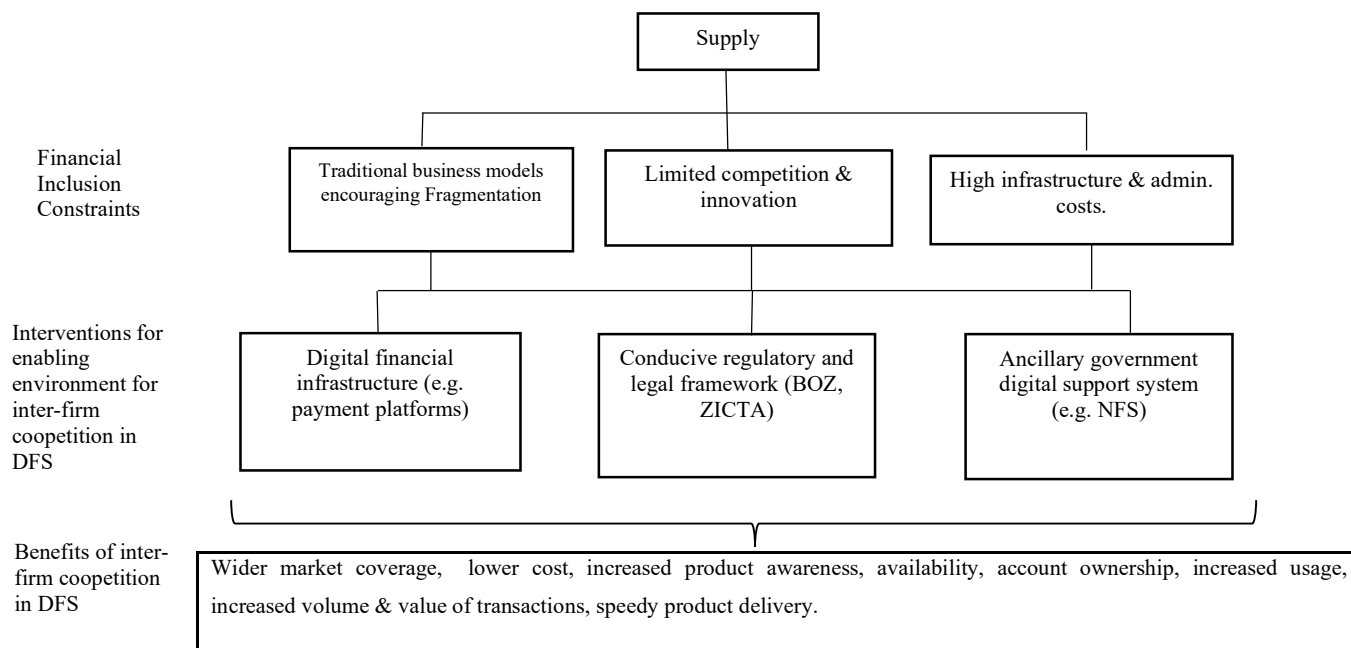 Supply
Financial
Inclusion
Constraints
Traditional business models
encouraging Fragmentation
Limited competition &
innovation
High infrastructure & admin.
costs.
Interventions for
enabling
environment for
inter-firm
coopetition in
DFS
Digital financial
infrastructure (e.g.
payment platforms)
Conducive regulatory and
legal framework (BOZ,
ZICTA)
Ancillary government
digital support system
(e.g. NFS)
Benefits of inter-
firm coopetition
in DFS
Wider market coverage, lower cost, increased product awareness, availability, account ownership, increased usage,
increased volume & value of transactions, speedy product delivery.